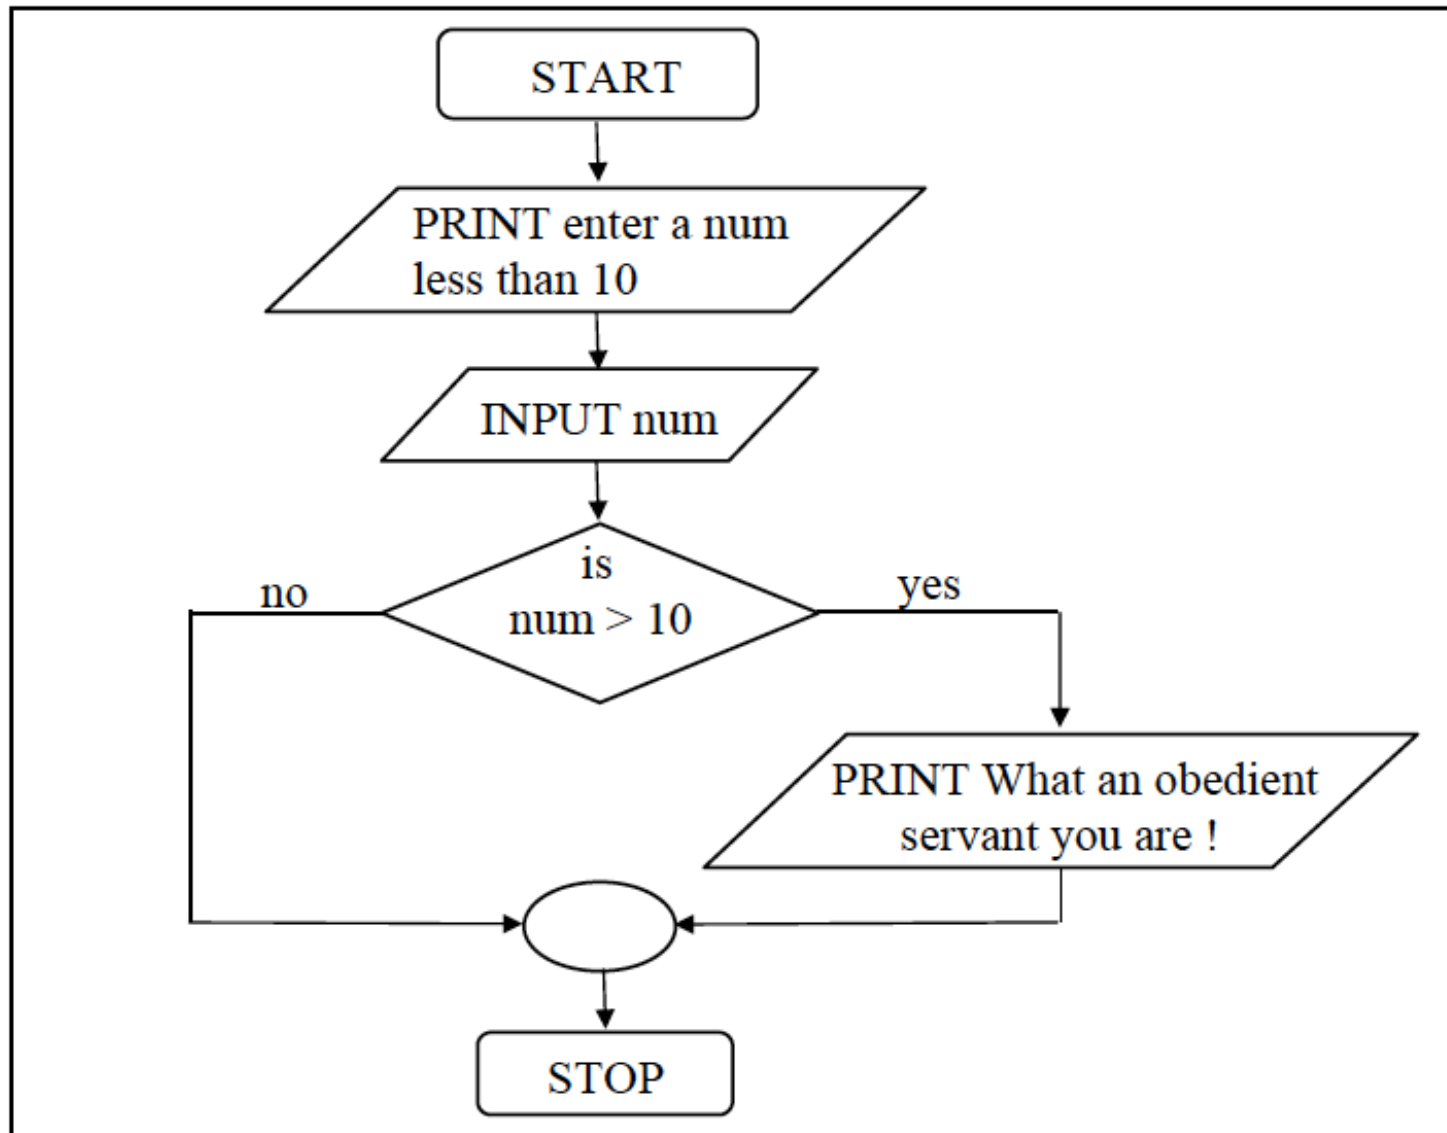 START
PRINT enter a num
less than 10
INPUT num
is
num > 10
no
yes
PRINT What an obedient
servant you are !
STOP